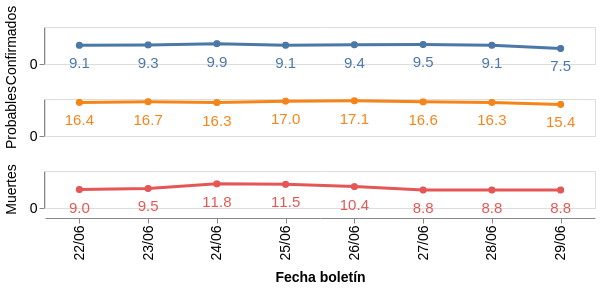 Confirmados
0
9.1 9.3 9.9 9.1 9.4 9.5 9.1 7.5
Probables
0
16.4 16.7 16.3 17.0 17.1 16.6 16.3 15.4
Muertes
0
9.0 9.5 11.8 11.5 10.4 8.8 8.8 8.8
22/06 23/06 24/06 25/06 26/06 27/06 28/06 29/06
Fecha boletín